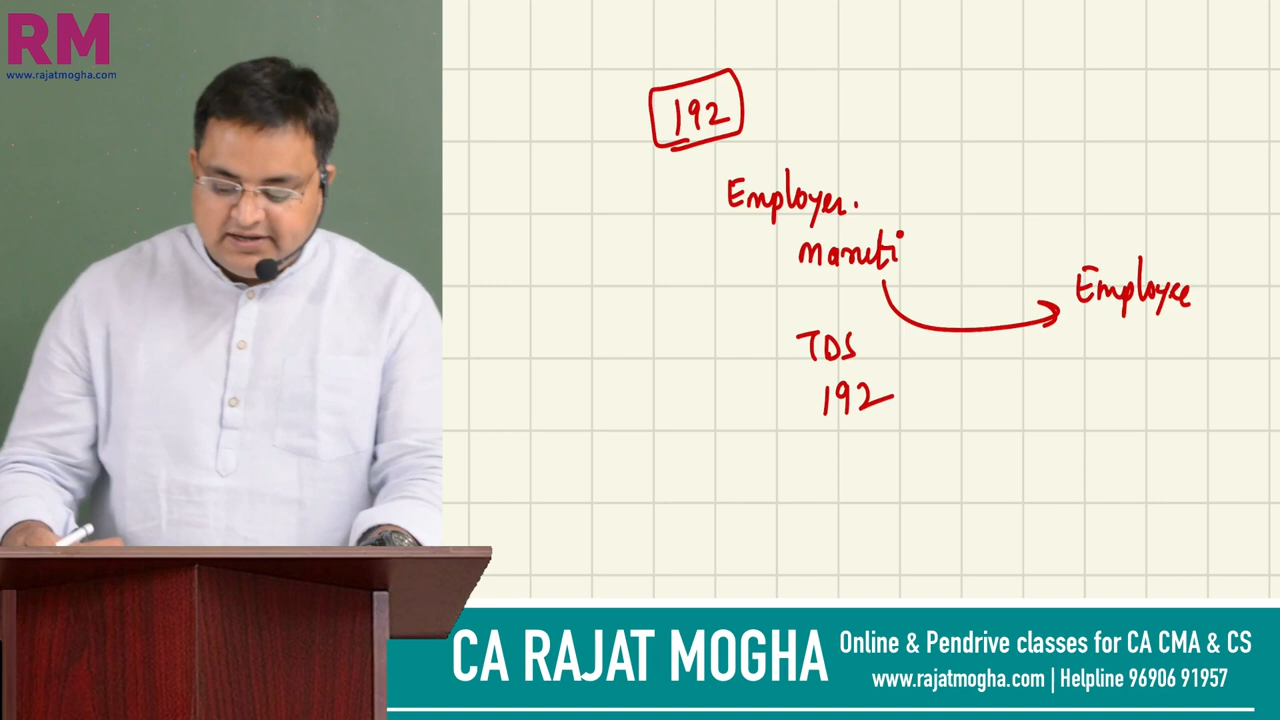 RM
www.rajatmogha.com
192
Employer.
Maruti
Employee
TDS
192
CA RAJAT MOGHA
Online & Pendrive classes for CA CMA & CS
www.rajatmogha.com | Helpline 96906 91957